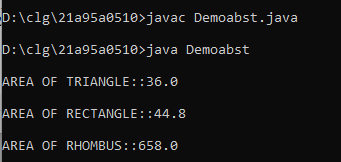 D:\clg\21a95a0510>javac Demoabst.java
D:\clg\21a95a0510>java Demoabst
AREA OF TRIANGLE::36.0
AREA OF RECTANGLE::44.8
AREA OF RHOMBUS::658.0